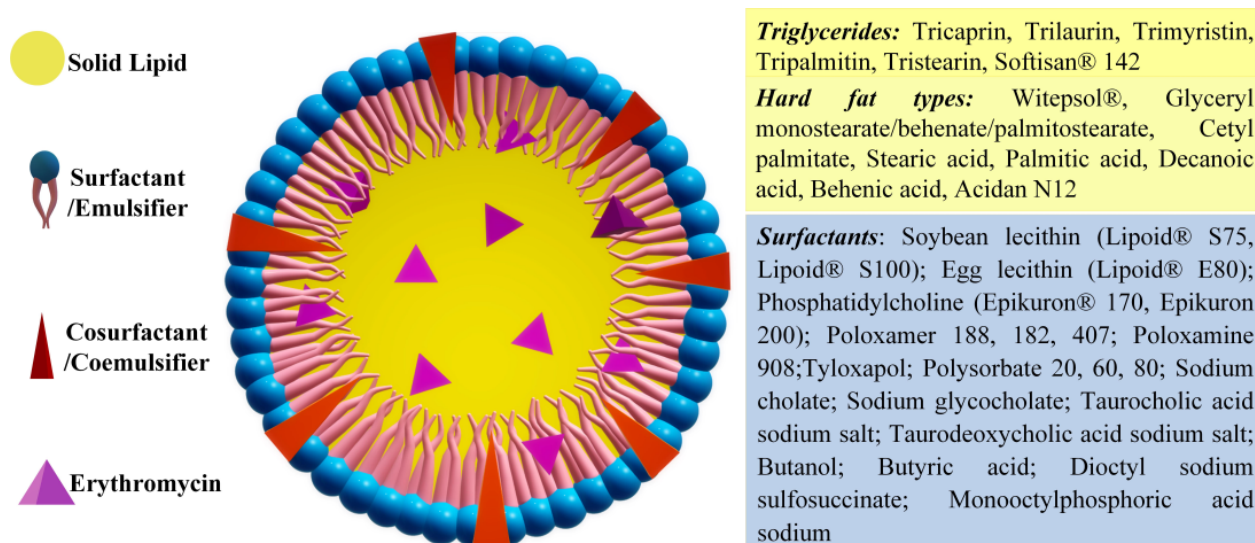 Solid Lipid
Surfactant
/Emulsifier
Cosurfactant
/Coemulsifier
Erythromycin
Triglycerides: Tricaprin, Trilaurin, Trimyristin,
Tripalmitin, Tristearin, Softisan® 142
Hard fat types: Witepsol®, Glyceryl
monostearate/behenate/palmitostearate, Cetyl
palmitate, Stearic acid, Palmitic acid, Decanoic
acid, Behenic acid, Acidan N12
Surfactants: Soybean lecithin (Lipoid® S75,
Lipoid® S100); Egg lecithin (Lipoid® E80);
Phosphatidylcholine (Epikuron® 170, Epikuron
200); Poloxamer 188, 182, 407; Poloxamine
908;Tyloxapol; Polysorbate 20, 60, 80; Sodium
cholate; Sodium glycocholate; Taurocholic acid
sodium salt; Taurodeoxycholic acid sodium salt;
Butanol; Butyric acid; Dioctyl sodium
sulfosuccinate; Monooctylphosphoric acid
sodium